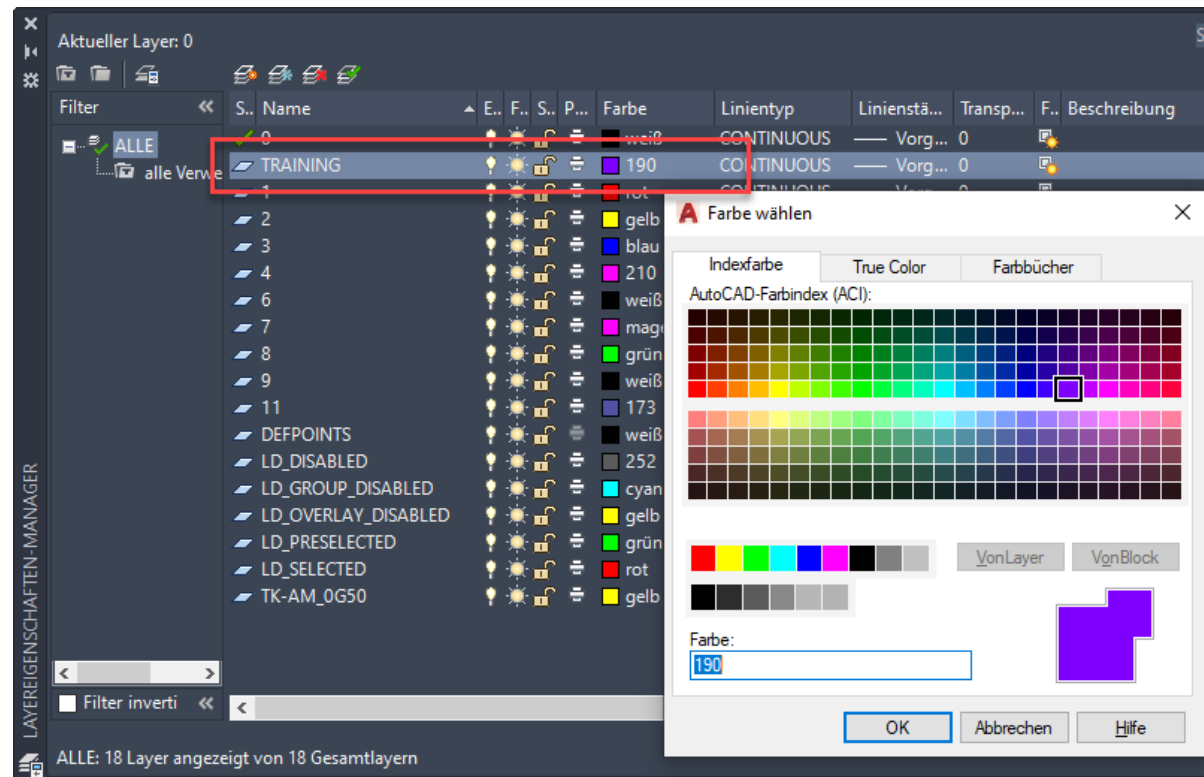 S
Aktueller Layer: 0
Filter « S.. Name E.. F.. S.. P... Farbe Linientyp Linienstä... Transp... F.. Beschreibung
ALLE
alle Verwe
0 weiß CONTINUOUS Vorg... 0
TRAINING 190 CONTINUOUS Vorg... 0
1 rot CONTINUOUS Vorg... 0
2 gelb
3 blau
4 210
6 weiß
7 mage
8 grün
9 weiß
11 173
DEFPOINTS weiß
LD_DISABLED 252
LD_GROUP_DISABLED cyan
LD_OVERLAY_DISABLED gelb
LD_PRESELECTED grün
LD_SELECTED rot
TK-AM_0G50 gelb
Filter inverti «
ALLE: 18 Layer angezeigt von 18 Gesamtlayern
LAYEREIGENSCHAFTEN-MANAGER
A Farbe wählen
Indexfarbe True Color Farbbücher
AutoCAD-Farbindex (ACI):
VonLayer VonBlock
Farbe:
190
OK Abbrechen Hilfe